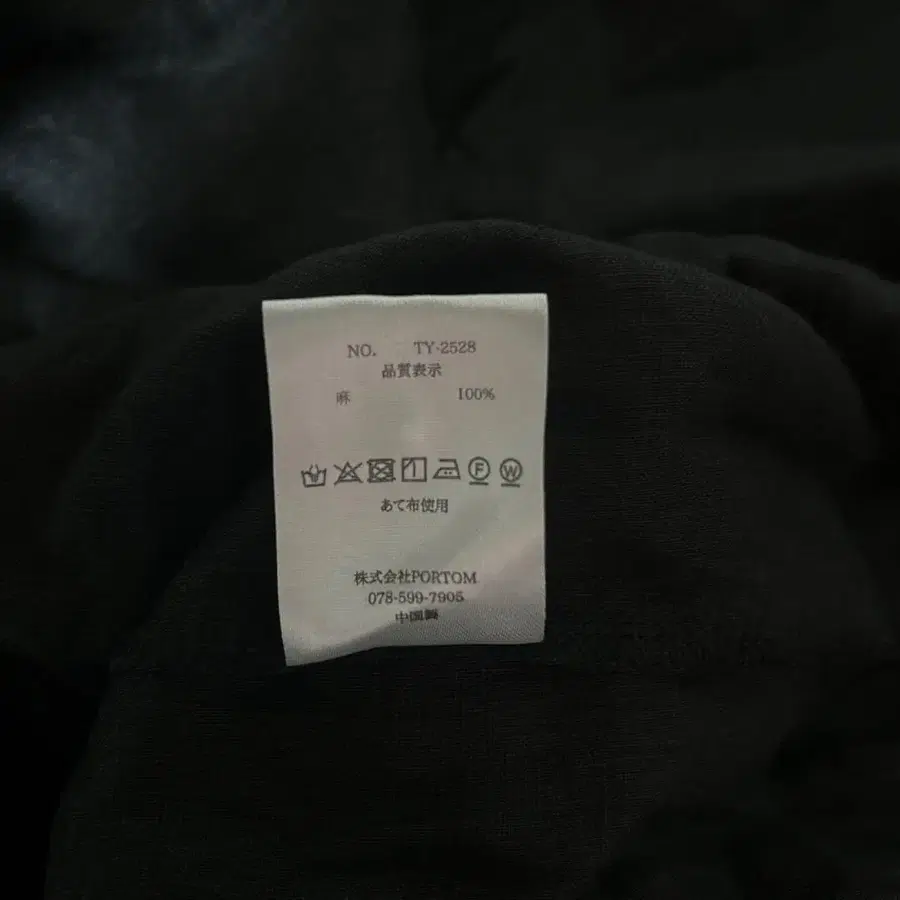 NO. TY-2528
品質表示
麻 100%
F W
あて布使用
株式会社PORTOM
078-599-7905
中国製